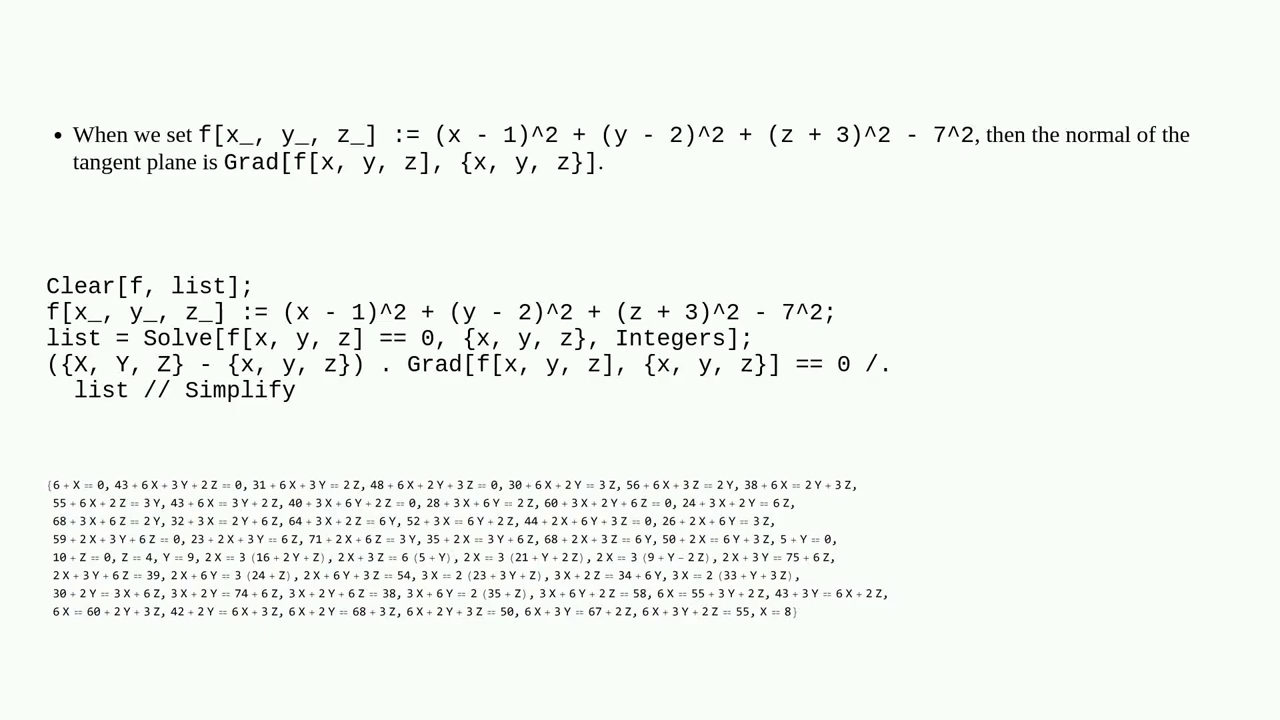 • When we set f[x_, y_, z_] := (x - 1)^2 + (y - 2)^2 + (z + 3)^2 - 7^2, then the normal of the
tangent plane is Grad[f[x, y, z], {x, y, z}].
Clear[f, list];
f[x_, y_, z_] := (x - 1)^2 + (y - 2)^2 + (z + 3)^2 - 7^2;
list = Solve[f[x, y, z] == 0, {x, y, z}, Integers];
({X, Y, Z} - {x, y, z}) . Grad[f[x, y, z], {x, y, z}] == 0 /.
list // Simplify
{6 + X == 0, 43 + 6 X + 3 Y + 2 Z == 0, 31 + 6 X + 3 Y == 2 Z, 48 + 6 X + 2 Y + 3 Z == 0, 30 + 6 X + 2 Y == 3 Z, 56 + 6 X + 3 Z == 2 Y, 38 + 6 X == 2 Y + 3 Z,
55 + 6 X + 2 Z == 3 Y, 43 + 6 X == 3 Y + 2 Z, 40 + 3 X + 6 Y + 2 Z == 0, 28 + 3 X + 6 Y == 2 Z, 60 + 3 X + 2 Y + 6 Z == 0, 24 + 3 X + 2 Y == 6 Z,
68 + 3 X + 6 Z == 2 Y, 32 + 3 X == 2 Y + 6 Z, 64 + 3 X + 2 Z == 6 Y, 52 + 3 X == 6 Y + 2 Z, 44 + 2 X + 6 Y + 3 Z == 0, 26 + 2 X + 6 Y == 3 Z,
59 + 2 X + 3 Y + 6 Z == 0, 23 + 2 X + 3 Y == 6 Z, 71 + 2 X + 6 Z == 3 Y, 35 + 2 X == 3 Y + 6 Z, 68 + 2 X + 3 Z == 6 Y, 50 + 2 X == 6 Y + 3 Z, 5 + Y == 0,
10 + Z == 0, Z == 4, Y == 9, 2 X == 3 (16 + 2 Y + Z), 2 X + 3 Z == 6 (5 + Y), 2 X == 3 (21 + Y + 2 Z), 2 X == 3 (9 + Y - 2 Z), 2 X + 3 Y == 75 + 6 Z,
2 X + 3 Y + 6 Z == 39, 2 X + 6 Y == 3 (24 + Z), 2 X + 6 Y + 3 Z == 54, 3 X == 2 (23 + 3 Y + Z), 3 X + 2 Z == 34 + 6 Y, 3 X == 2 (33 + Y + 3 Z),
30 + 2 Y == 3 X + 6 Z, 3 X + 2 Y == 74 + 6 Z, 3 X + 2 Y + 6 Z == 38, 3 X + 6 Y == 2 (35 + Z), 3 X + 6 Y + 2 Z == 58, 6 X == 55 + 3 Y + 2 Z, 43 + 3 Y == 6 X + 2 Z,
6 X == 60 + 2 Y + 3 Z, 42 + 2 Y == 6 X + 3 Z, 6 X + 2 Y == 68 + 3 Z, 6 X + 2 Y + 3 Z == 50, 6 X + 3 Y == 67 + 2 Z, 6 X + 3 Y + 2 Z == 55, X == 8}